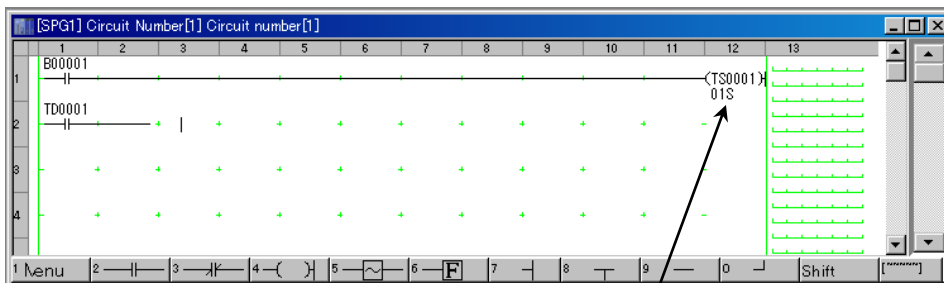 [SPG1] Circuit Number[1] Circuit number[1]
1 2 3 4 5 6 7 8 9 10 11 12 13
B00001
1
(TS0001)
01S
TD0001
2
3
4
1 Menu 2 3 4 5 6 F 7 8 9 0 Shift [^^^^^]